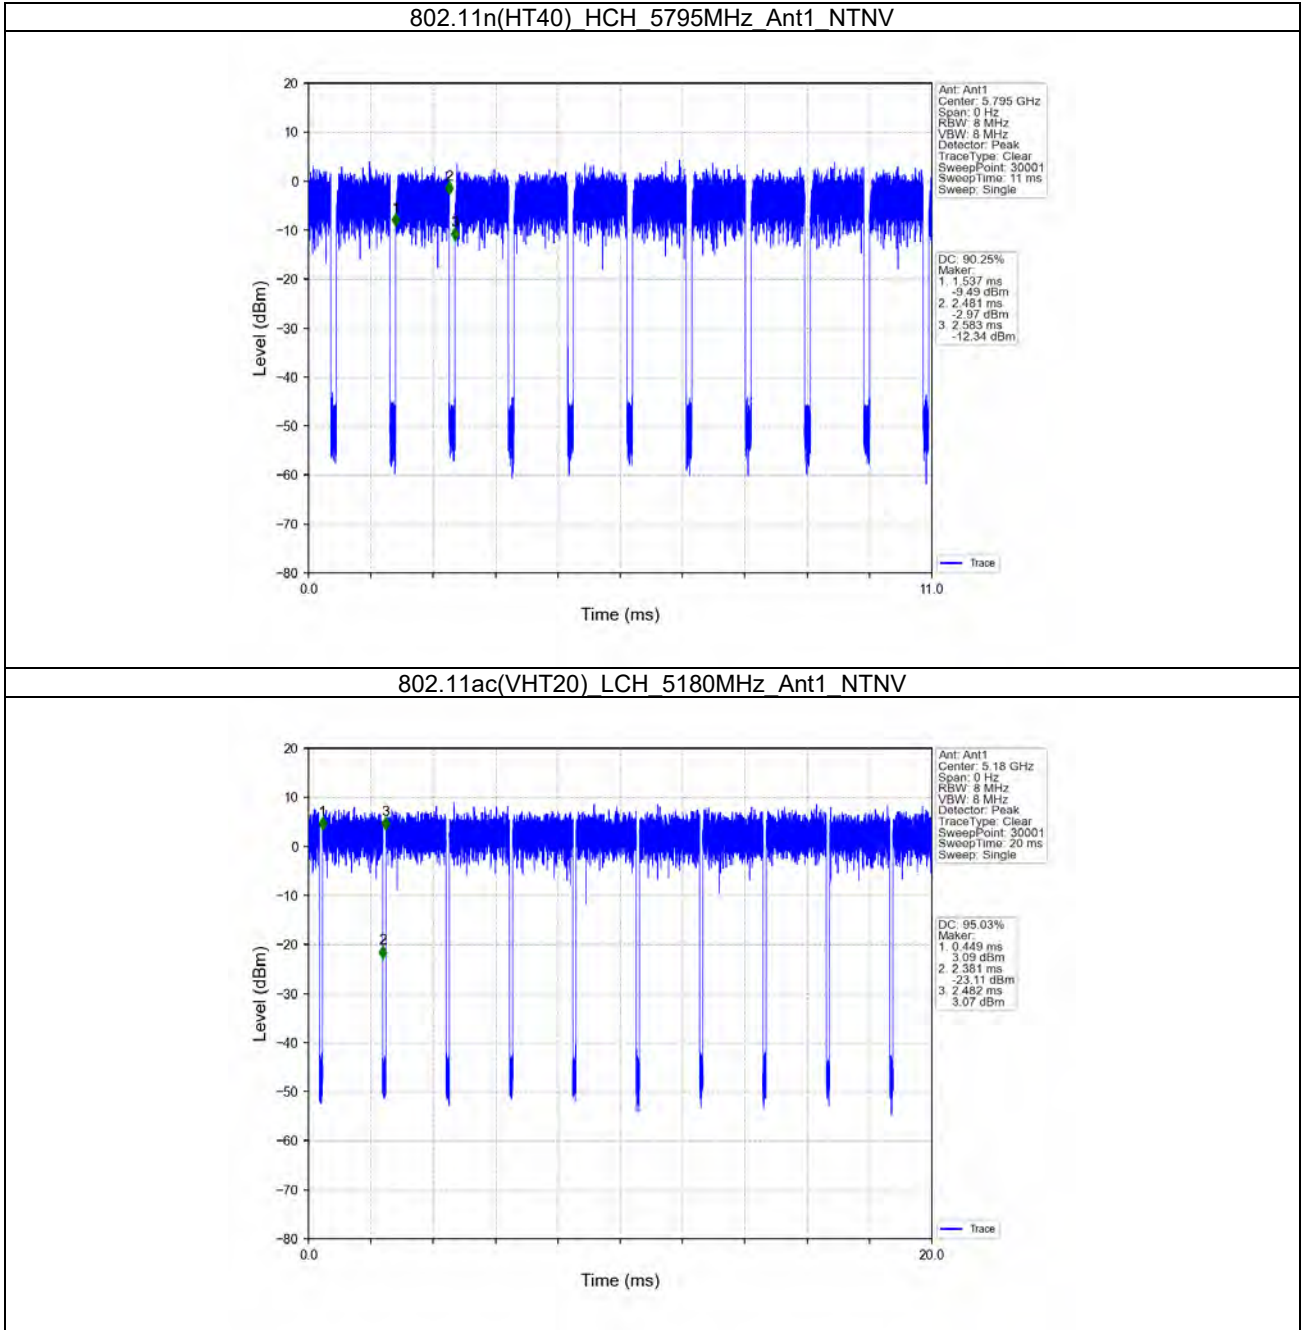 802.11n(HT40)_HCH_5795MHz_Ant1_NTNV
20
10
0
−10
−20
−30
−40
−50
−60
−70
−80
Level (dBm)
0.0
11.0
Time (ms)
1
2
3
Ant: Ant1
Center: 5.795 GHz
Span: 0 Hz
RBW: 8 MHz
VBW: 8 MHz
Detector: Peak
TraceType: Clear
SweepPoint: 30001
SweepTime: 11 ms
Sweep: Single
DC: 90.25%
Maker:
1. 1.537 ms
-9.49 dBm
2. 2.481 ms
-2.97 dBm
3. 2.583 ms
-12.34 dBm
Trace
802.11ac(VHT20)_LCH_5180MHz_Ant1_NTNV
20
10
0
−10
−20
−30
−40
−50
−60
−70
−80
Level (dBm)
0.0
20.0
Time (ms)
1
3
2
Ant: Ant1
Center: 5.18 GHz
Span: 0 Hz
RBW: 8 MHz
VBW: 8 MHz
Detector: Peak
TraceType: Clear
SweepPoint: 30001
SweepTime: 20 ms
Sweep: Single
DC: 95.03%
Maker:
1. 0.449 ms
3.09 dBm
2. 2.381 ms
-23.11 dBm
3. 2.482 ms
3.07 dBm
Trace